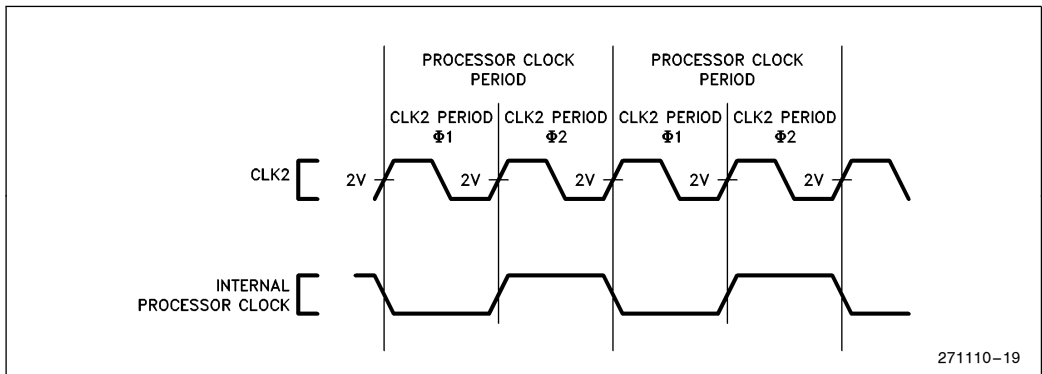 PROCESSOR CLOCK
PERIOD
PROCESSOR CLOCK
PERIOD
CLK2 PERIOD
Φ1
CLK2 PERIOD
Φ2
CLK2 PERIOD
Φ1
CLK2 PERIOD
Φ2
CLK2
2V
2V
2V
2V
2V
INTERNAL
PROCESSOR CLOCK
271110–19